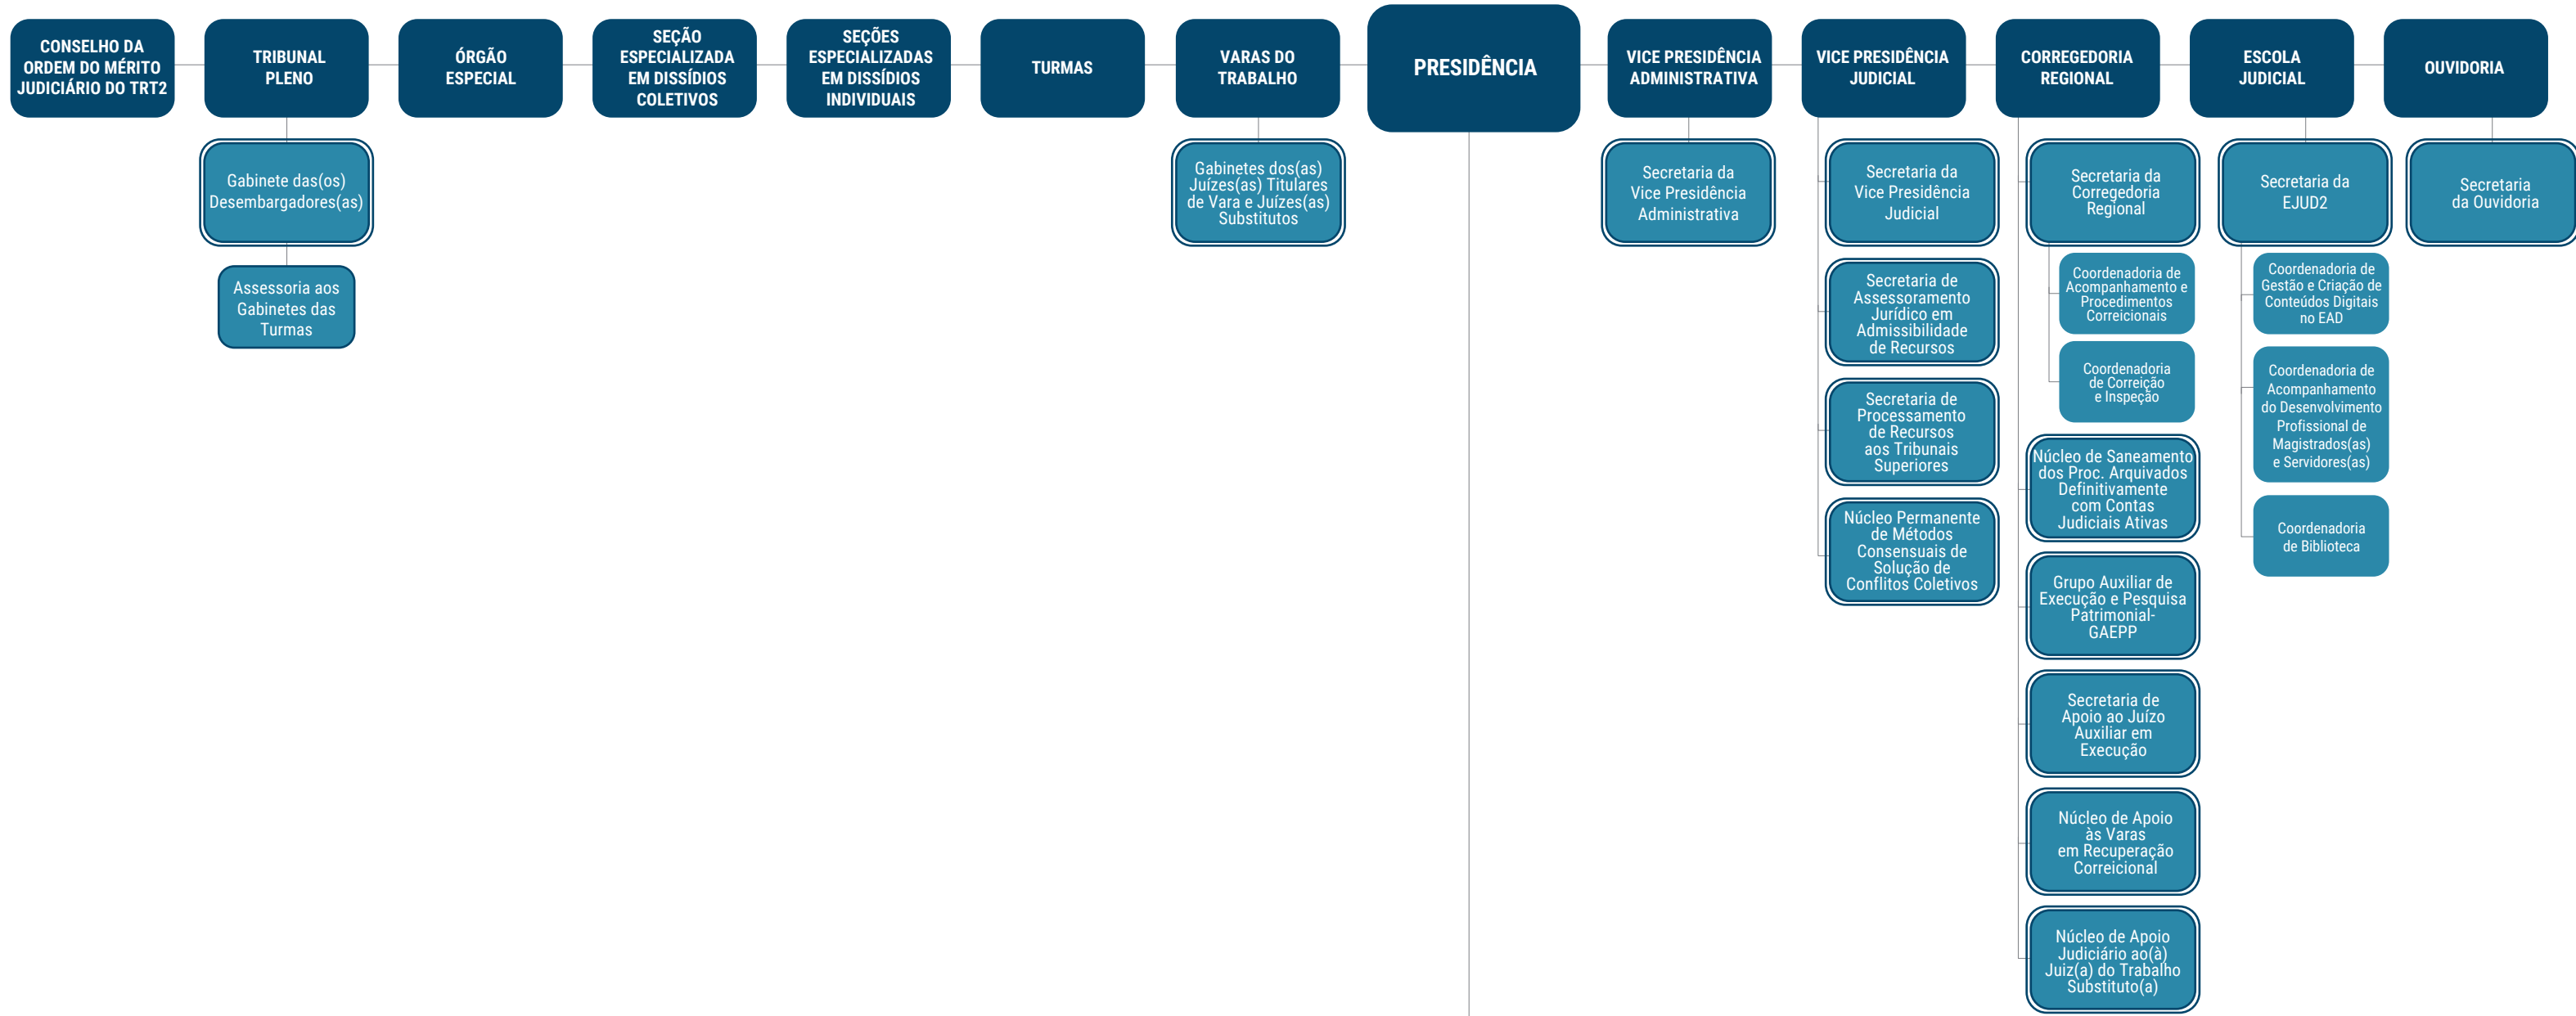 CONSELHO DA
ORDEM DO MÉRITO
JUDICIÁRIO DO TRT2
TRIBUNAL
PLENO
ÓRGÃO
ESPECIAL
SEÇÃO
ESPECIALIZADA
EM DISSÍDIOS
COLETIVOS
SEÇÕES
ESPECIALIZADAS
EM DISSÍDIOS
INDIVIDUAIS
TURMAS
VARAS DO
TRABALHO
PRESIDÊNCIA
VICE PRESIDÊNCIA
ADMINISTRATIVA
VICE PRESIDÊNCIA
JUDICIAL
CORREGEDORIA
REGIONAL
ESCOLA
JUDICIAL
OUVIDORIA
Gabinete das(os)
Desembargadores(as)
Assessoria aos
Gabinetes das
Turmas
Gabinetes dos(as)
Juízes(as) Titulares
de Vara e Juízes(as)
Substitutos
Secretaria da
Vice Presidência
Administrativa
Secretaria da
Vice Presidência
Judicial
Secretaria de
Assessoramento
Jurídico em
Admissibilidade
de Recursos
Secretaria de
Processamento
de Recursos
aos Tribunais
Superiores
Núcleo Permanente
de Métodos
Consensuais de
Solução de
Conflitos Coletivos
Secretaria da
Corregedoria
Regional
Coordenadoria de
Acompanhamento e
Procedimentos
Correicionais
Coordenadoria
de Correição
e Inspeção
Núcleo de Saneamento
dos Proc. Arquivados
Definitivamente
com Contas
Judiciais Ativas
Grupo Auxiliar de
Execução e Pesquisa
Patrimonial-
GAEPP
Secretaria de
Apoio ao Juízo
Auxiliar em
Execução
Núcleo de Apoio
às Varas
em Recuperação
Correicional
Núcleo de Apoio
Judiciário ao(à)
Juiz(a) do Trabalho
Substituto(a)
Secretaria da
EJUD2
Coordenadoria de
Gestão e Criação de
Conteúdos Digitais
no EAD
Coordenadoria de
Acompanhamento
do Desenvolvimento
Profissional de
Magistrados(as)
e Servidores(as)
Coordenadoria
de Biblioteca
Secretaria
da Ouvidoria